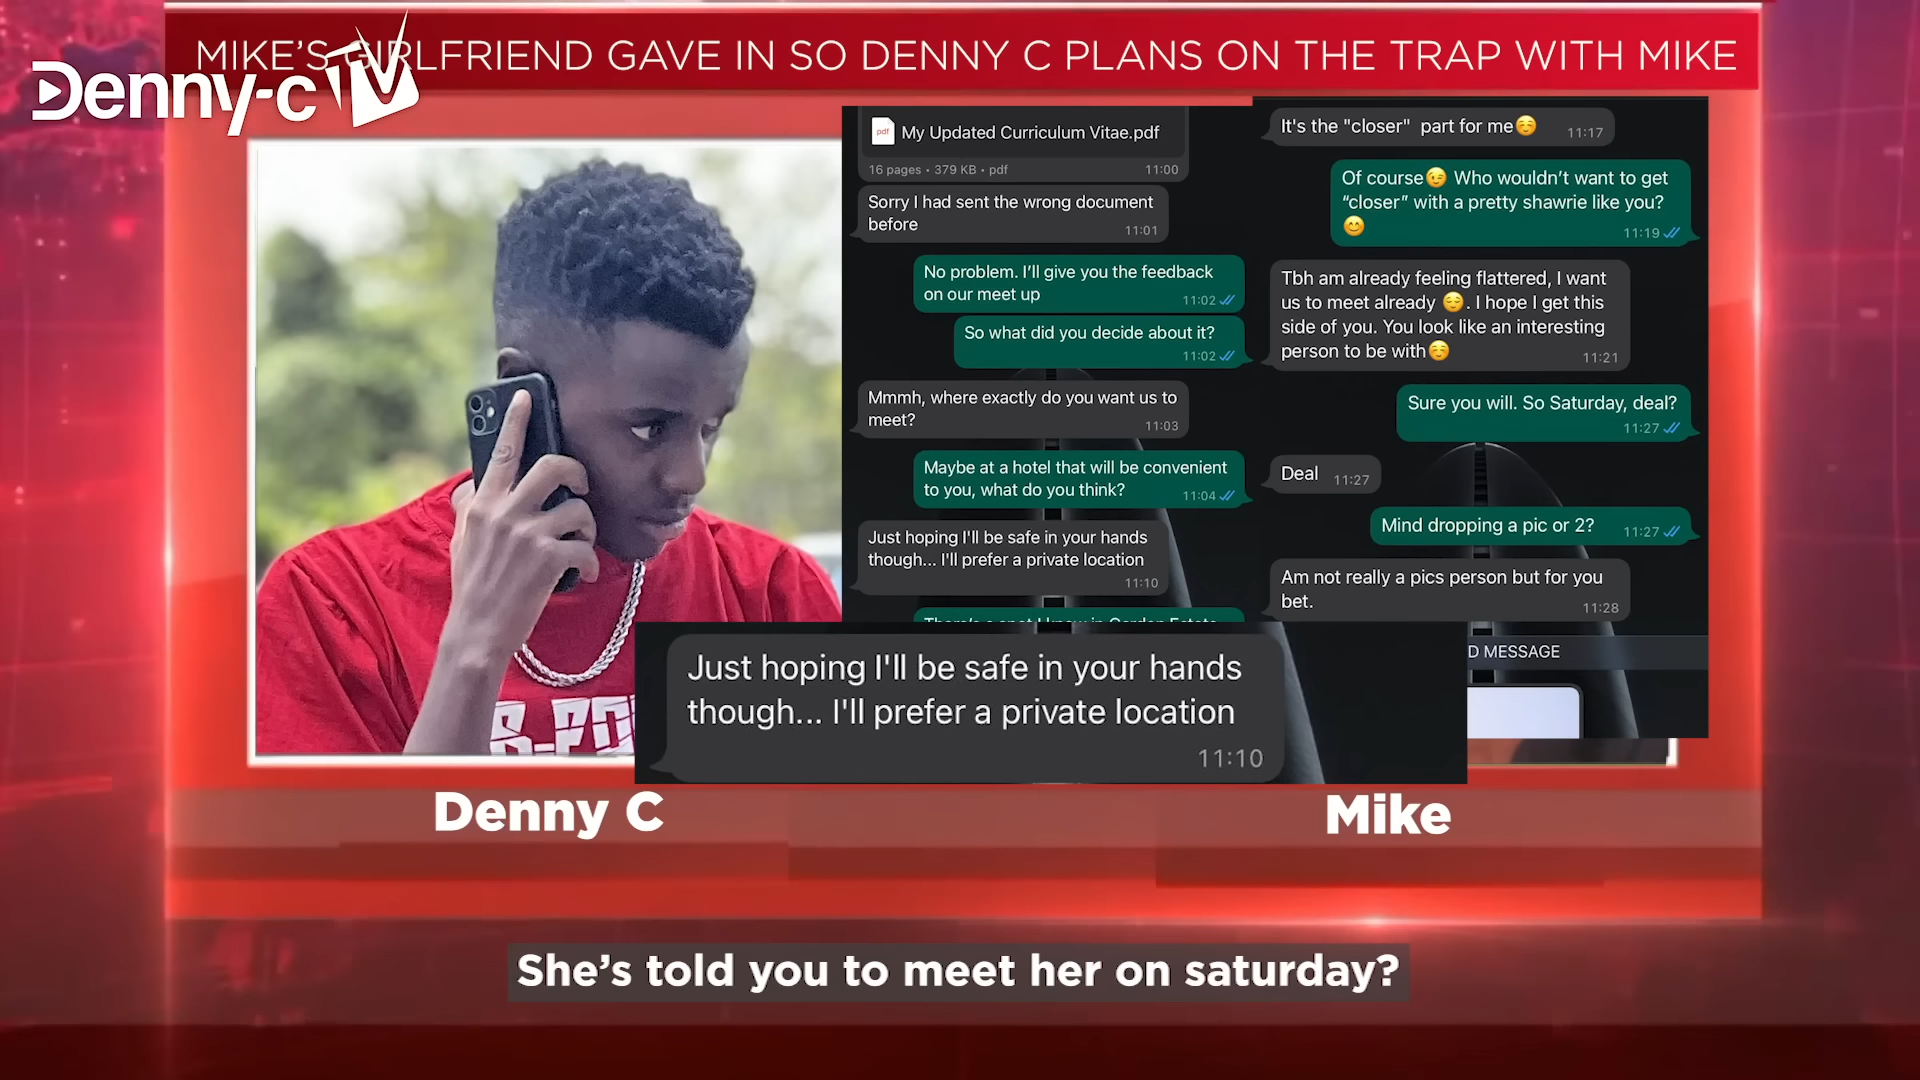 MIKE'S GIRLFRIEND GAVE IN SO DENNY C PLANS ON THE TRAP WITH MIKE
Denny-c TV
pdf
My Updated Curriculum Vitae.pdf
16 pages • 379 KB • pdf
11:00
Sorry I had sent the wrong document
before
11:01
No problem. I'll give you the feedback
on our meet up
11:02
So what did you decide about it?
11:02
Mmmh, where exactly do you want us to
meet?
11:03
Maybe at a hotel that will be convenient
to you, what do you think?
11:04
Just hoping I'll be safe in your hands
though... I'll prefer a private location
11:10
It's the "closer" part for me☺️
11:17
Of course😉 Who wouldn't want to get
“closer” with a pretty shawrie like you?
😊
11:19
Tbh am already feeling flattered, I want
us to meet already ☺️. I hope I get this
side of you. You look like an interesting
person to be with☺️
11:21
Sure you will. So Saturday, deal?
11:27
Deal
11:27
Mind dropping a pic or 2?
11:27
Am not really a pics person but for you
bet.
11:28
D MESSAGE
Just hoping I'll be safe in your hands
though... I'll prefer a private location
11:10
Denny C
Mike
She's told you to meet her on saturday?